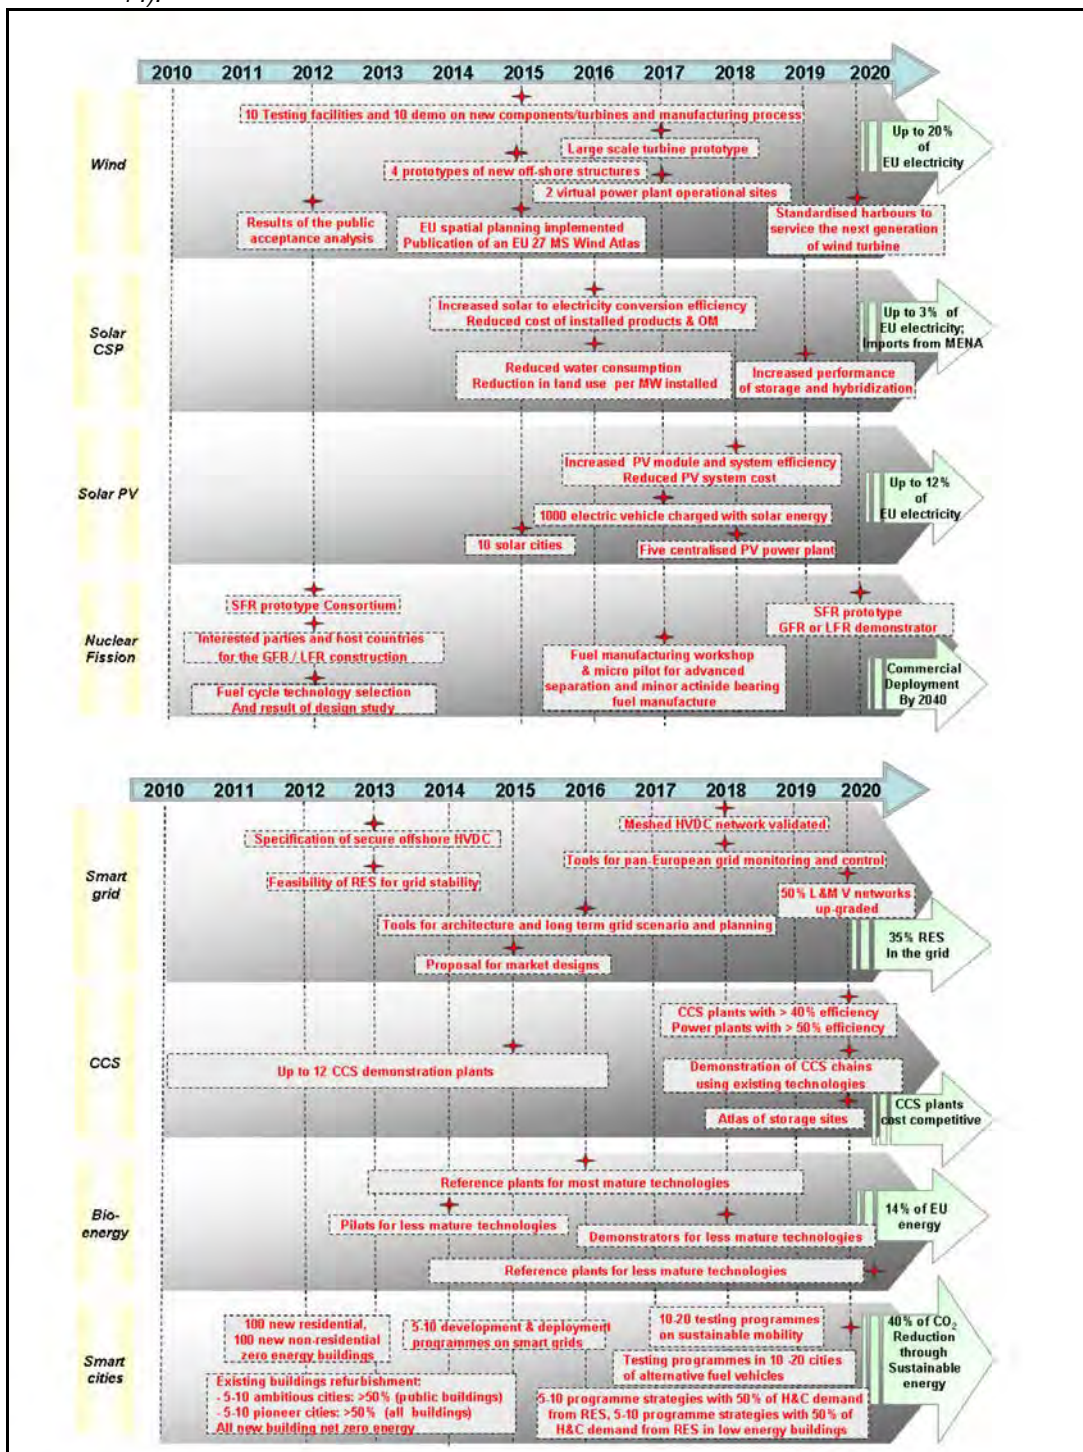 2010 2011 2012 2013 2014 2015 2016 2017 2018 2019 2020
Wind
10 Testing facilities and 10 demo on new components/turbines and manufacturing process
Large scale turbine prototype
4 prototypes of new off-shore structures
2 virtual power plant operational sites
Results of the public
acceptance analysis
EU spatial planning implemented
Publication of an EU 27 MS Wind Atlas
Standardised harbours to
service the next generation
of wind turbine
Up to 20%
of
EU electricity
Solar
CSP
Increased solar to electricity conversion efficiency
Reduced cost of installed products & OM
Reduced water consumption
Reduction in land use per MW installed
Increased performance
of storage and hybridization
Up to 3% of
EU electricity;
Imports from MENA
Solar PV
Increased PV module and system efficiency
Reduced PV system cost
1000 electric vehicle charged with solar energy
10 solar cities
Five centralised PV power plant
Up to 12%
of
EU electricity
Nuclear
Fission
SFR prototype Consortium
Interested parties and host countries
for the GFR / LFR construction
Fuel cycle technology selection
And result of design study
Fuel manufacturing workshop
& micro pilot for advanced
separation and minor actinide bearing
fuel manufacture
SFR prototype
GFR or LFR demonstrator
Commercial
Deployment
By 2040
2010 2011 2012 2013 2014 2015 2016 2017 2018 2019 2020
Smart
grid
Specification of secure offshore HVDC
Feasibility of RES for grid stability
Meshed HVDC network validated
Tools for pan-European grid monitoring and control
50% L&M V networks
up-graded
Tools for architecture and long term grid scenario and planning
Proposal for market designs
35% RES
In the grid
CCS
CCS plants with > 40% efficiency
Power plants with > 50% efficiency
Up to 12 CCS demonstration plants
Demonstration of CCS chains
using existing technologies
Atlas of storage sites
CCS plants
cost competitive
Bio-
energy
Reference plants for most mature technologies
Pilots for less mature technologies
Demonstrators for less mature technologies
Reference plants for less mature technologies
14% of EU
energy
Smart
cities
100 new residential,
100 new non-residential
zero energy buildings
5-10 development & deployment
programmes on smart grids
10-20 testing programmes
on sustainable mobility
Testing programmes in 10 -20 cities
of alternative fuel vehicles
Existing buildings refurbishment:
- 5-10 ambitious cities: >50% (public buildings)
- 5-10 pioneer cities: >50% (all buildings)
All new building net zero energy
5-10 programme strategies with 50% of H&C demand
from RES, 5-10 programme strategies with 50% of
H&C demand from RES in low energy buildings
40% of CO₂
Reduction
through
Sustainable
energy